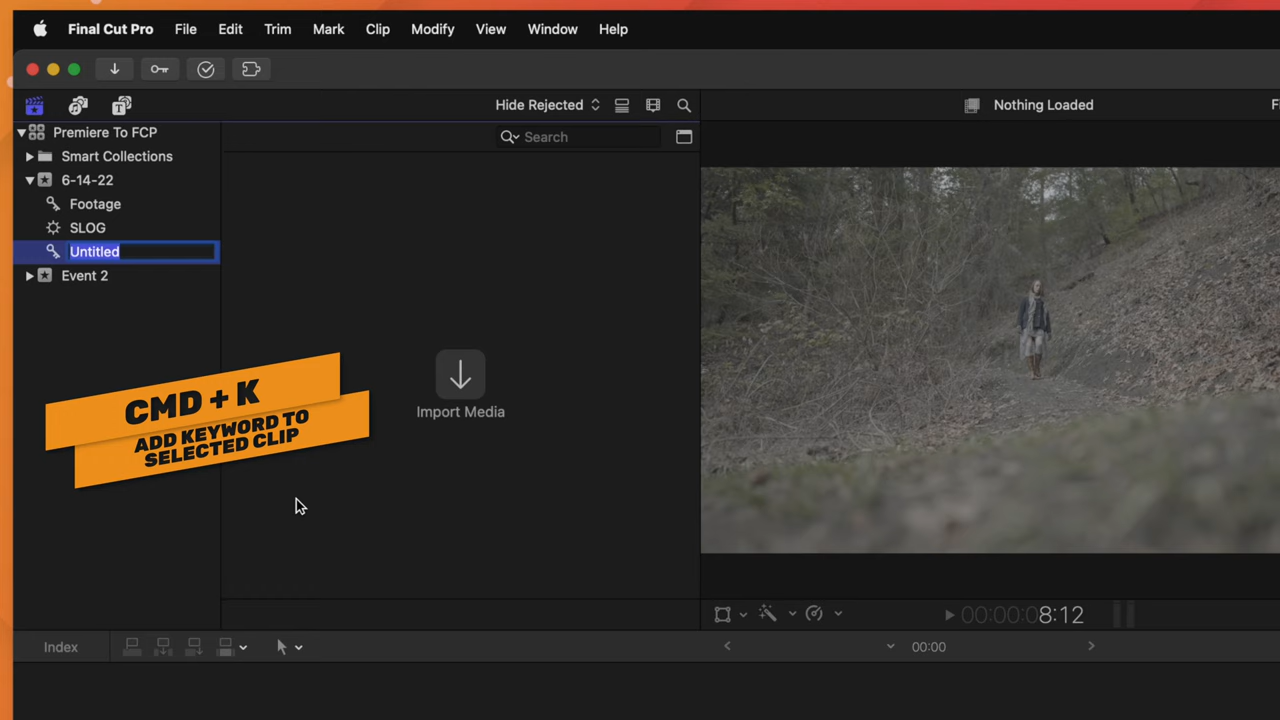 Final Cut Pro File Edit Trim Mark Clip Modify View Window Help
Hide Rejected
Nothing Loaded
Premiere To FCP
Search
Smart Collections
6-14-22
Footage
SLOG
Untitled
Event 2
Import Media
CMD + K
ADD KEYWORD TO
SELECTED CLIP
00:00:08:12
Index
00:00